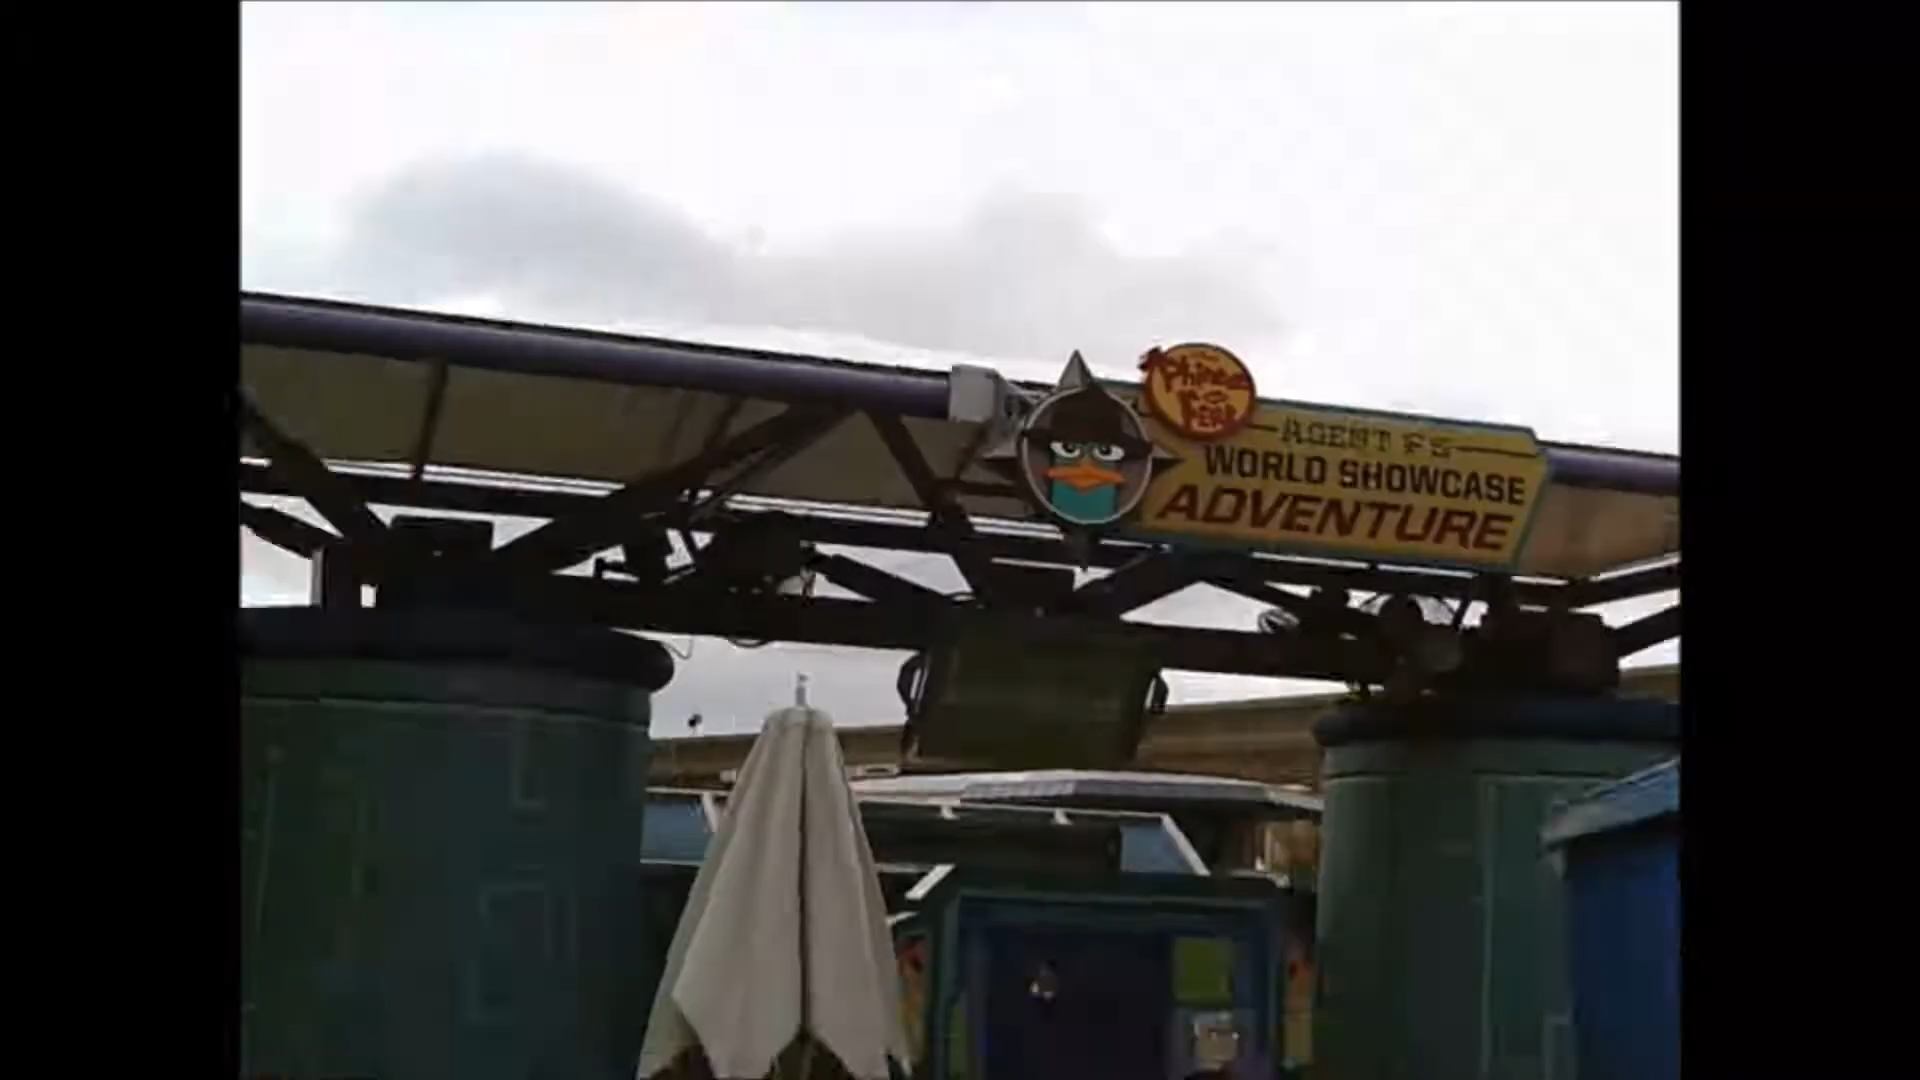 Phineas
and
Ferb
AGENT P'S
WORLD SHOWCASE
ADVENTURE